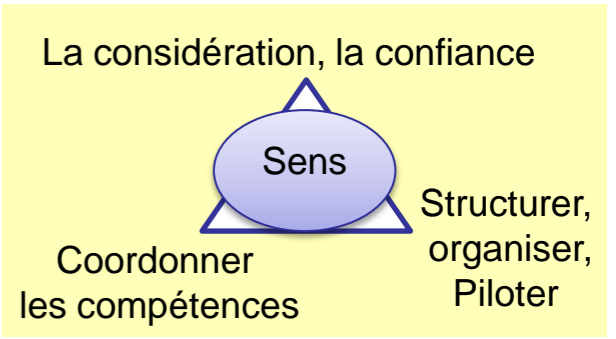 La considération, la confiance
Sens
Structurer,
organiser,
Piloter
Coordonner
les compétences